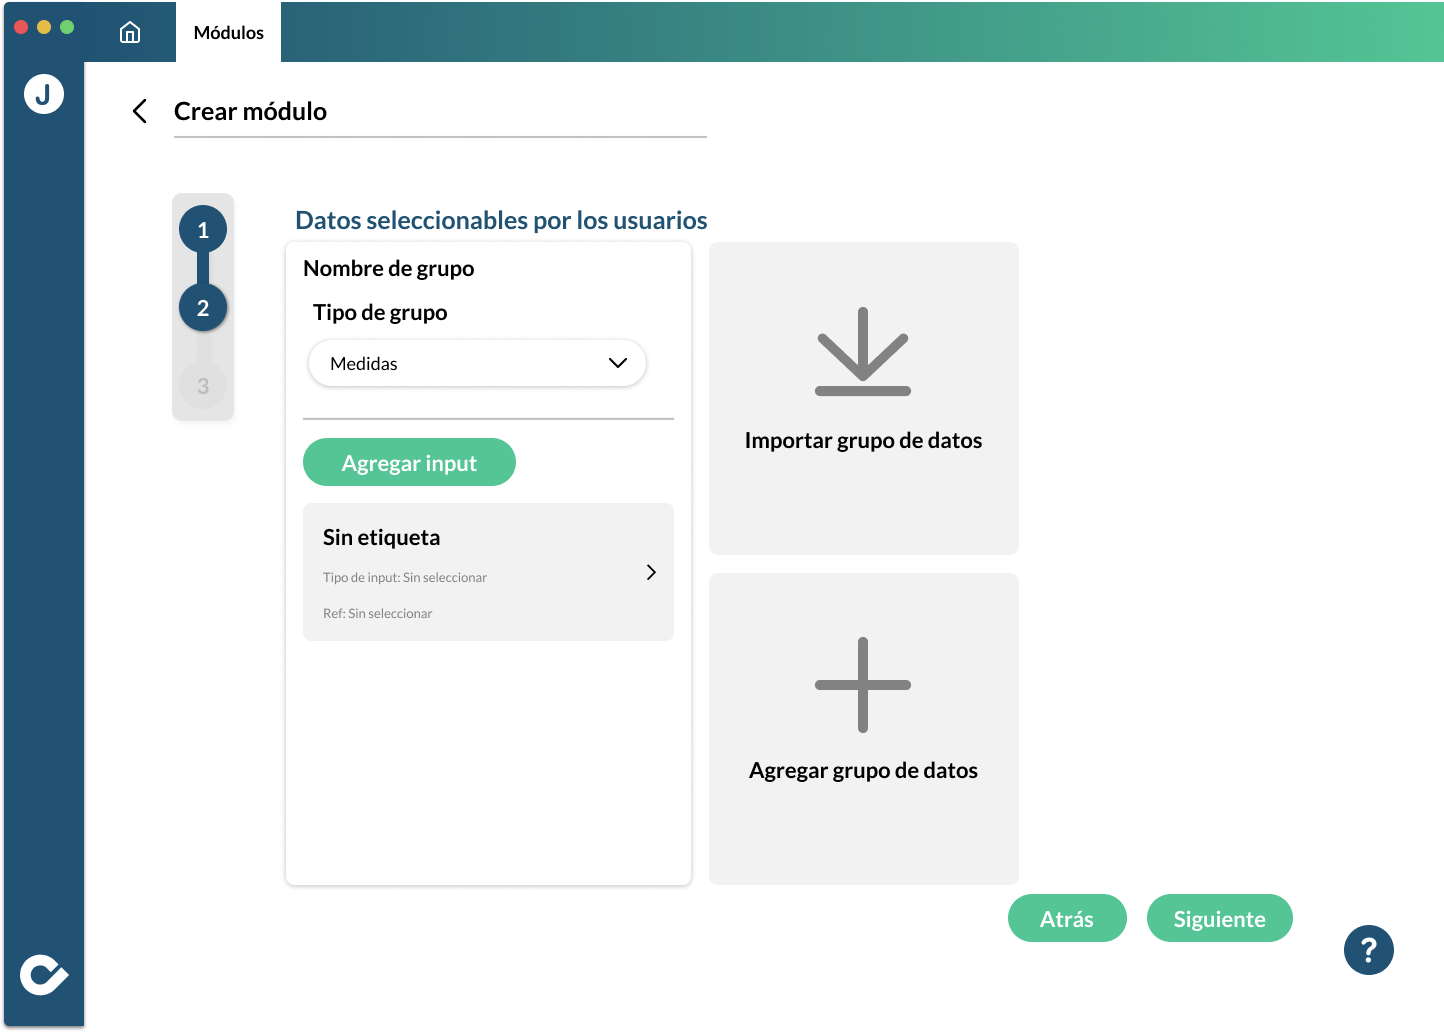 Módulos
J
Crear módulo
1
2
3
Datos seleccionables por los usuarios
Nombre de grupo
Tipo de grupo
Medidas
Agregar input
Sin etiqueta
Tipo de input: Sin seleccionar
Ref: Sin seleccionar
Importar grupo de datos
Agregar grupo de datos
Atrás
Siguiente
?